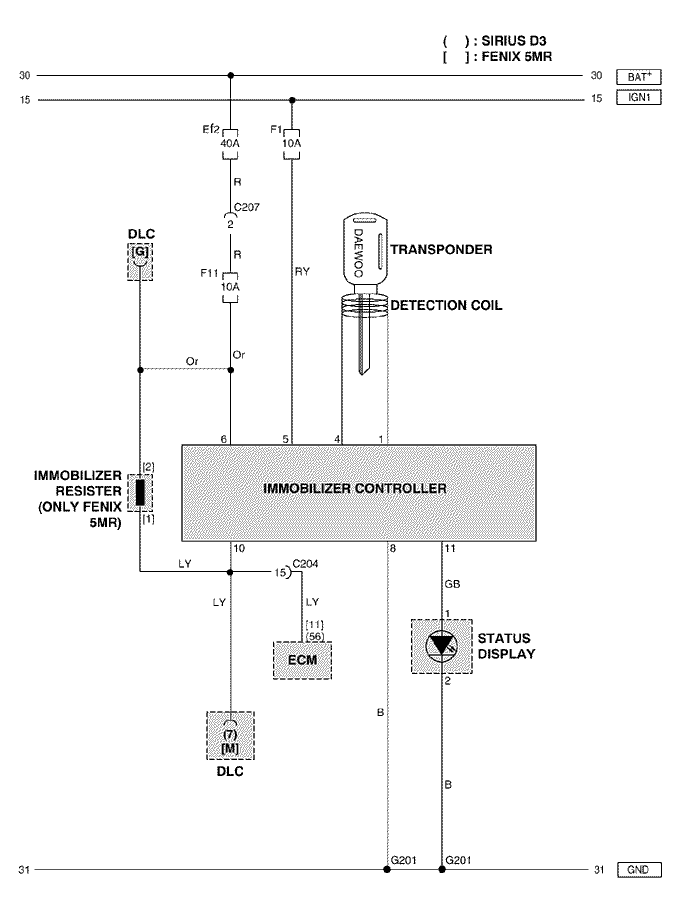 ( ) : SIRIUS D3
[ ] : FENIX 5MR
30
30
BAT+
15
15
IGN1
Ef2
40A
F1
10A
R
C207
2
DLC
[G]
R
F11
10A
RY
DAEWOO
TRANSPONDER
DETECTION COIL
Or
Or
6
5
4
1
IMMOBILIZER
RESISTER
(ONLY FENIX
5MR)
[2]
[1]
IMMOBILIZER CONTROLLER
10
8
11
LY
15
C204
GB
LY
LY
[11]
(56)
1
ECM
STATUS
DISPLAY
2
B
(7)
[M]
DLC
B
G201
G201
31
31
GND